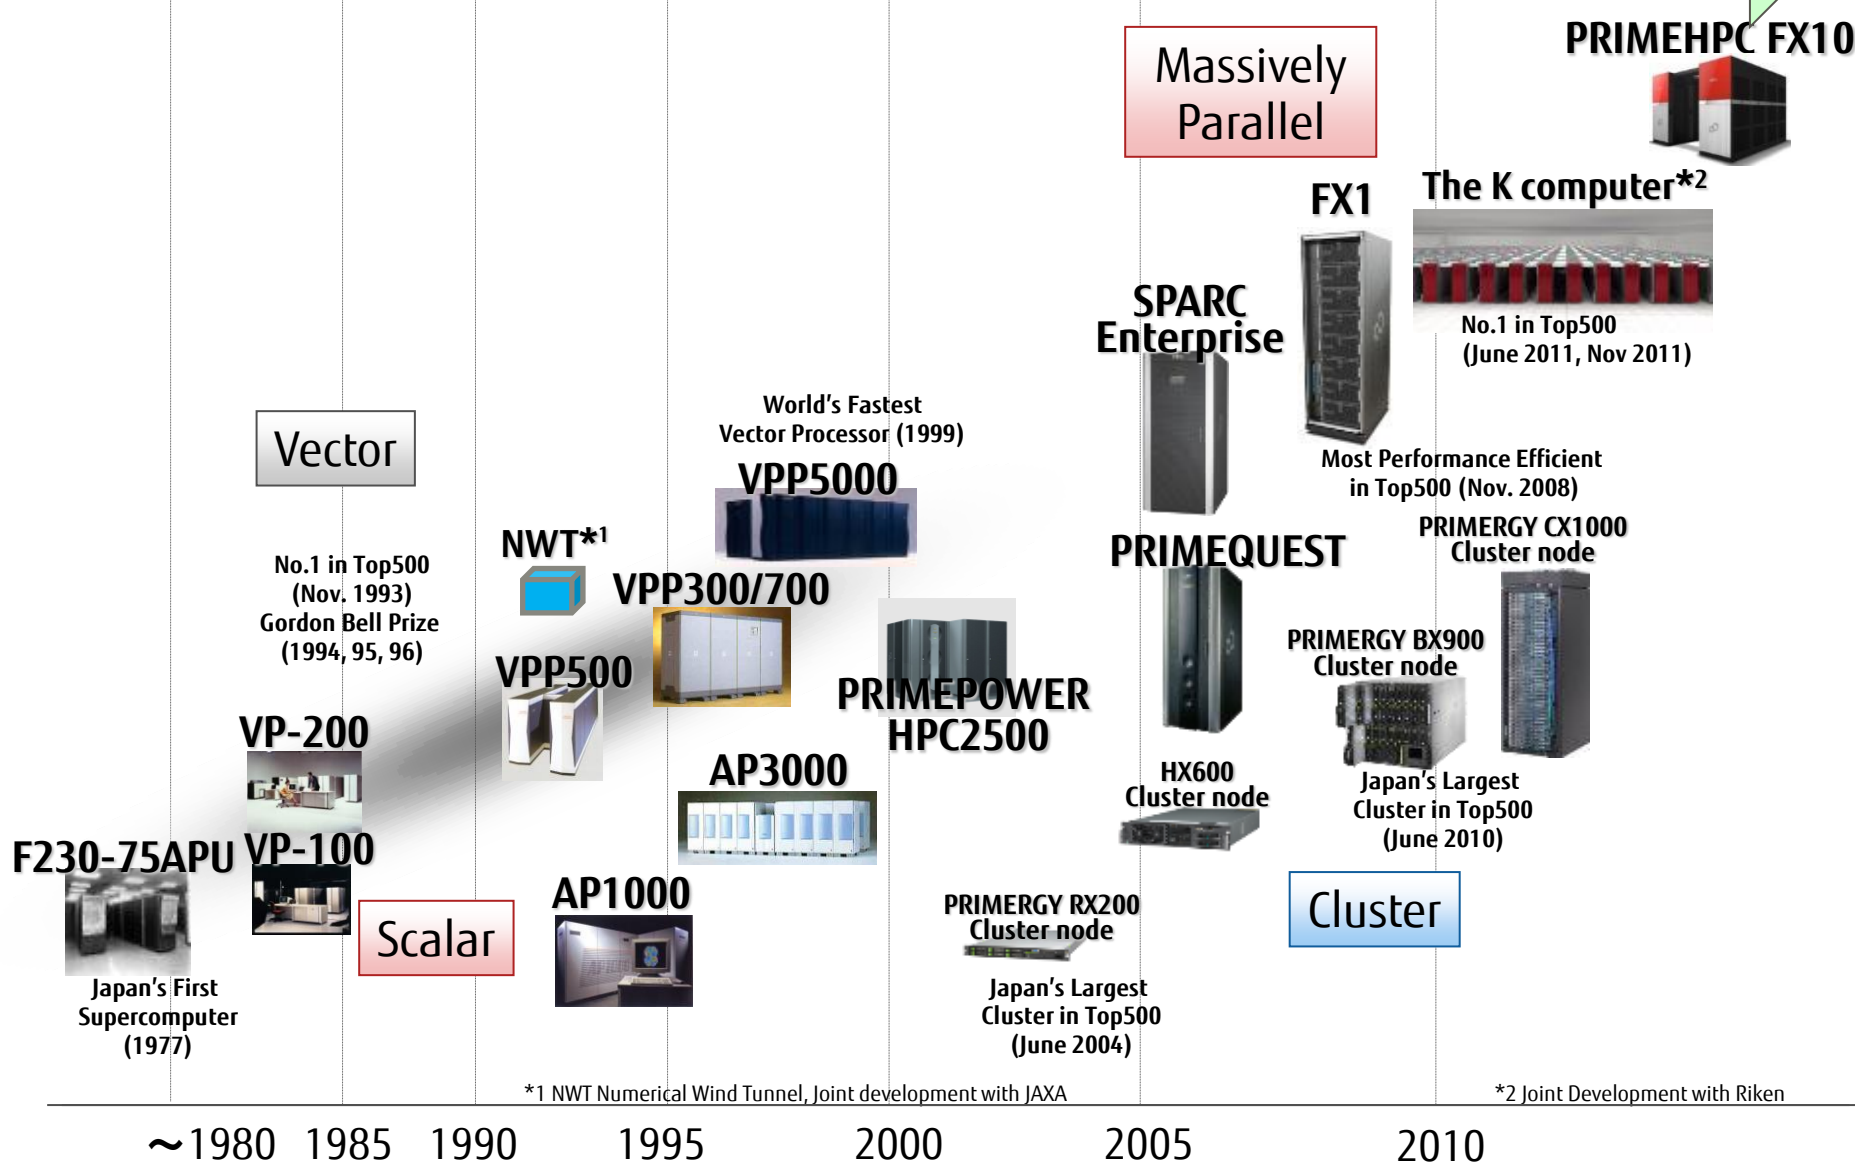 PRIMEHPC FX10
Massively
Parallel
The K computer*2
FX1
No.1 in Top500
(June 2011, Nov 2011)
SPARC
Enterprise
World's Fastest
Vector Processor (1999)
Vector
VPP5000
Most Performance Efficient
in Top500 (Nov. 2008)
PRIMERGY CX1000
Cluster node
NWT*1
PRIMEQUEST
No.1 in Top500
(Nov. 1993)
Gordon Bell Prize
(1994, 95, 96)
VPP300/700
PRIMERGY BX900
Cluster node
VPP500
PRIMEPOWER
HPC2500
VP-200
AP3000
HX600
Cluster node
Japan's Largest
Cluster in Top500
(June 2010)
F230-75APU
VP-100
AP1000
Scalar
PRIMERGY RX200
Cluster node
Cluster
Japan's First
Supercomputer
(1977)
Japan's Largest
Cluster in Top500
(June 2004)
*1 NWT Numerical Wind Tunnel, Joint development with JAXA
*2 Joint Development with Riken
~1980 1985 1990 1995 2000 2005 2010